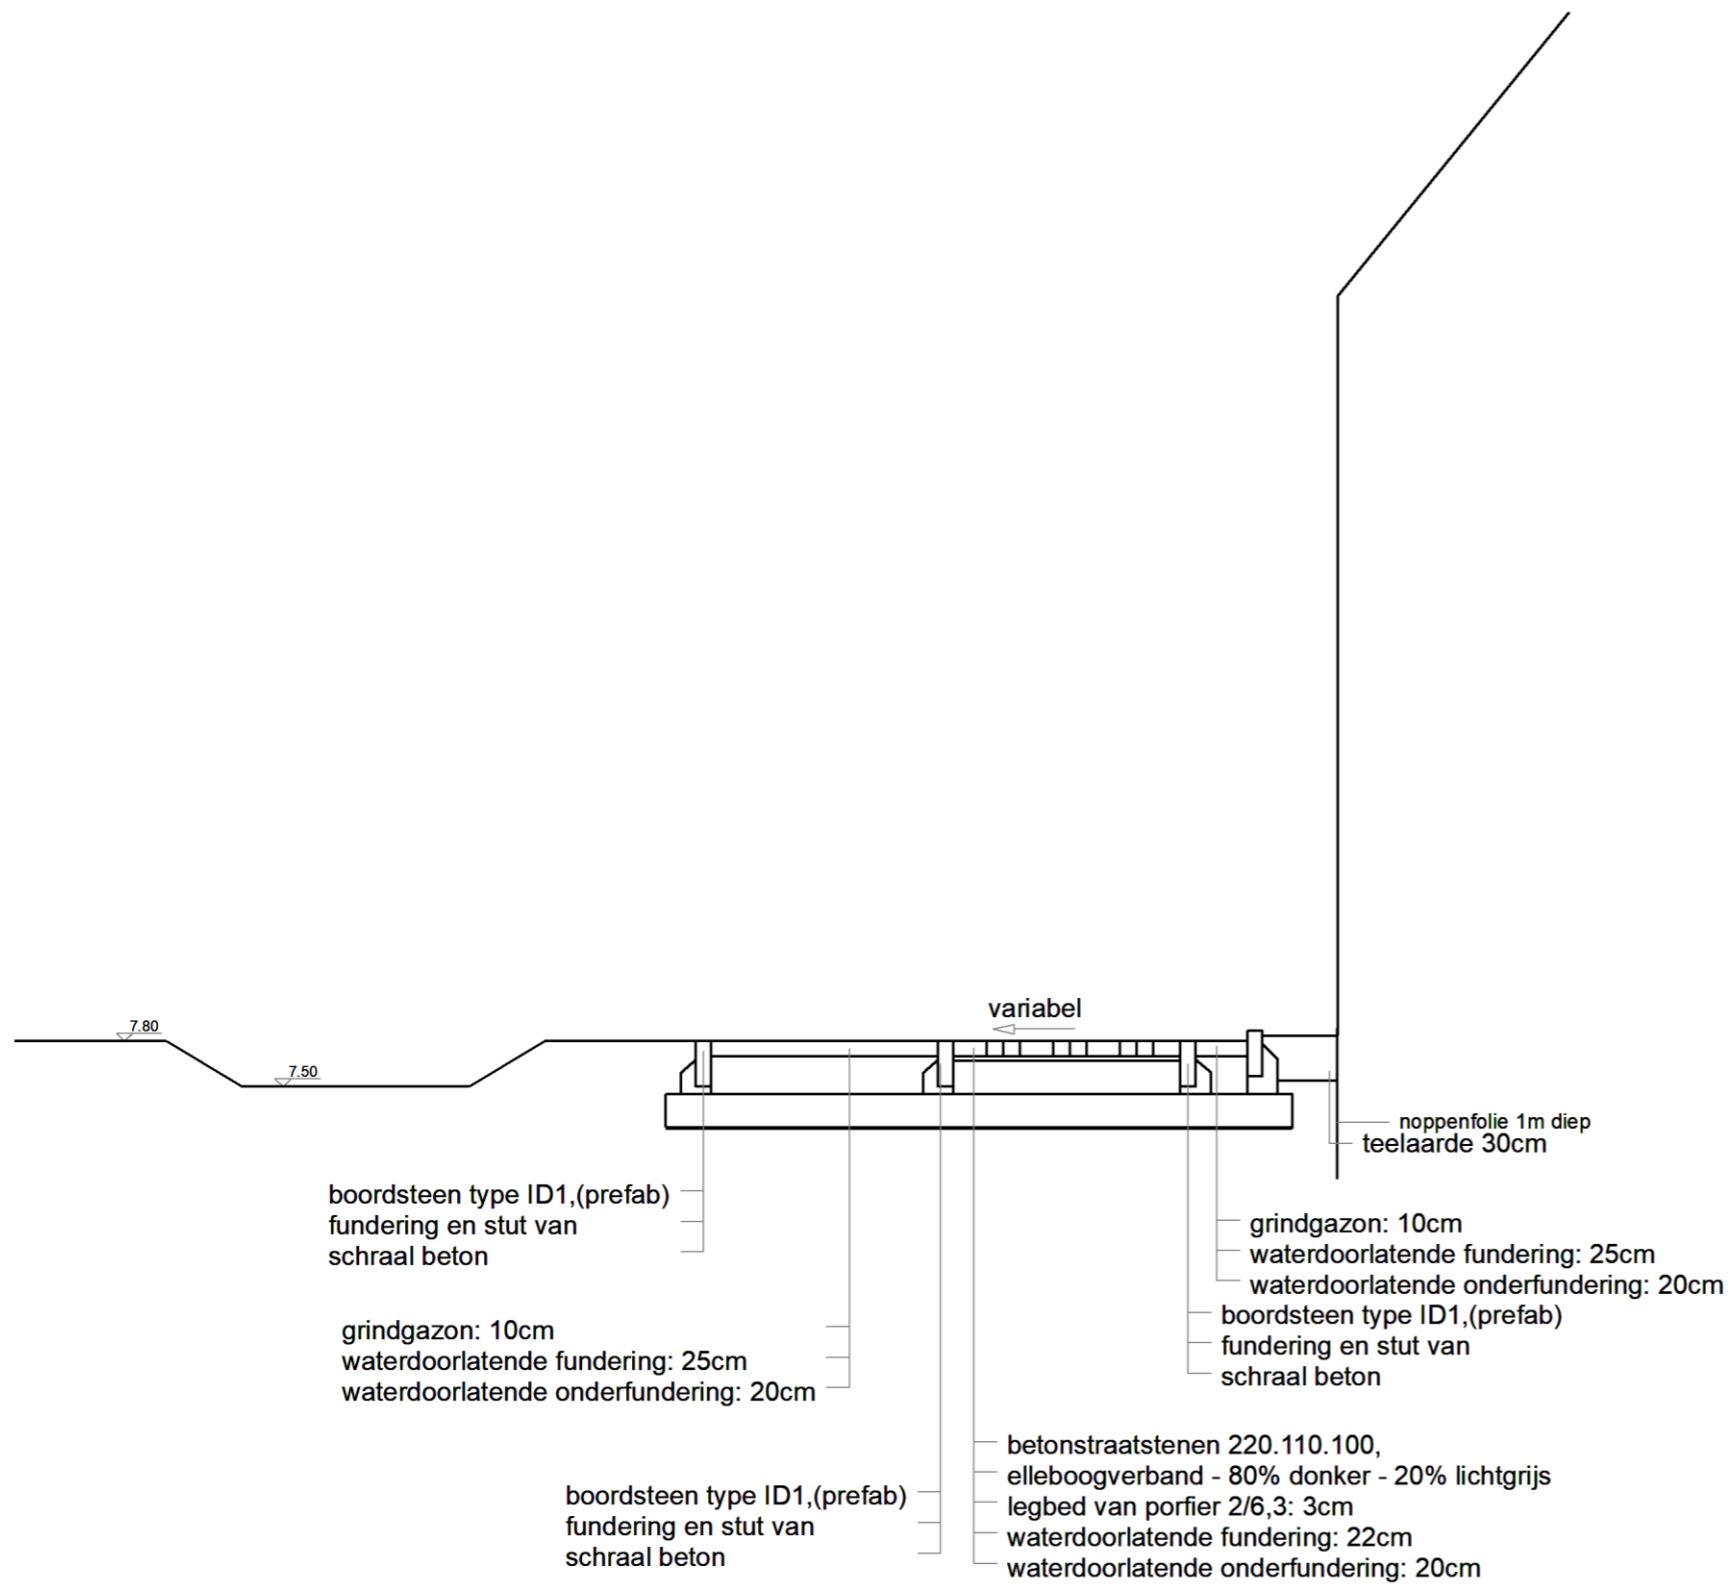 variabel
7.80
7.50
noppenfolie 1m diep
teelaarde 30cm
boordsteen type ID1,(prefab)
fundering en stut van
schraal beton
grindgazon: 10cm
waterdoorlatende fundering: 25cm
waterdoorlatende onderfundering: 20cm
boordsteen type ID1,(prefab)
fundering en stut van
schraal beton
grindgazon: 10cm
waterdoorlatende fundering: 25cm
waterdoorlatende onderfundering: 20cm
betonstraatstenen 220.110.100,
elleboogverband - 80% donker - 20% lichtgrijs
legbed van porfier 2/6,3: 3cm
waterdoorlatende fundering: 22cm
waterdoorlatende onderfundering: 20cm
boordsteen type ID1,(prefab)
fundering en stut van
schraal beton